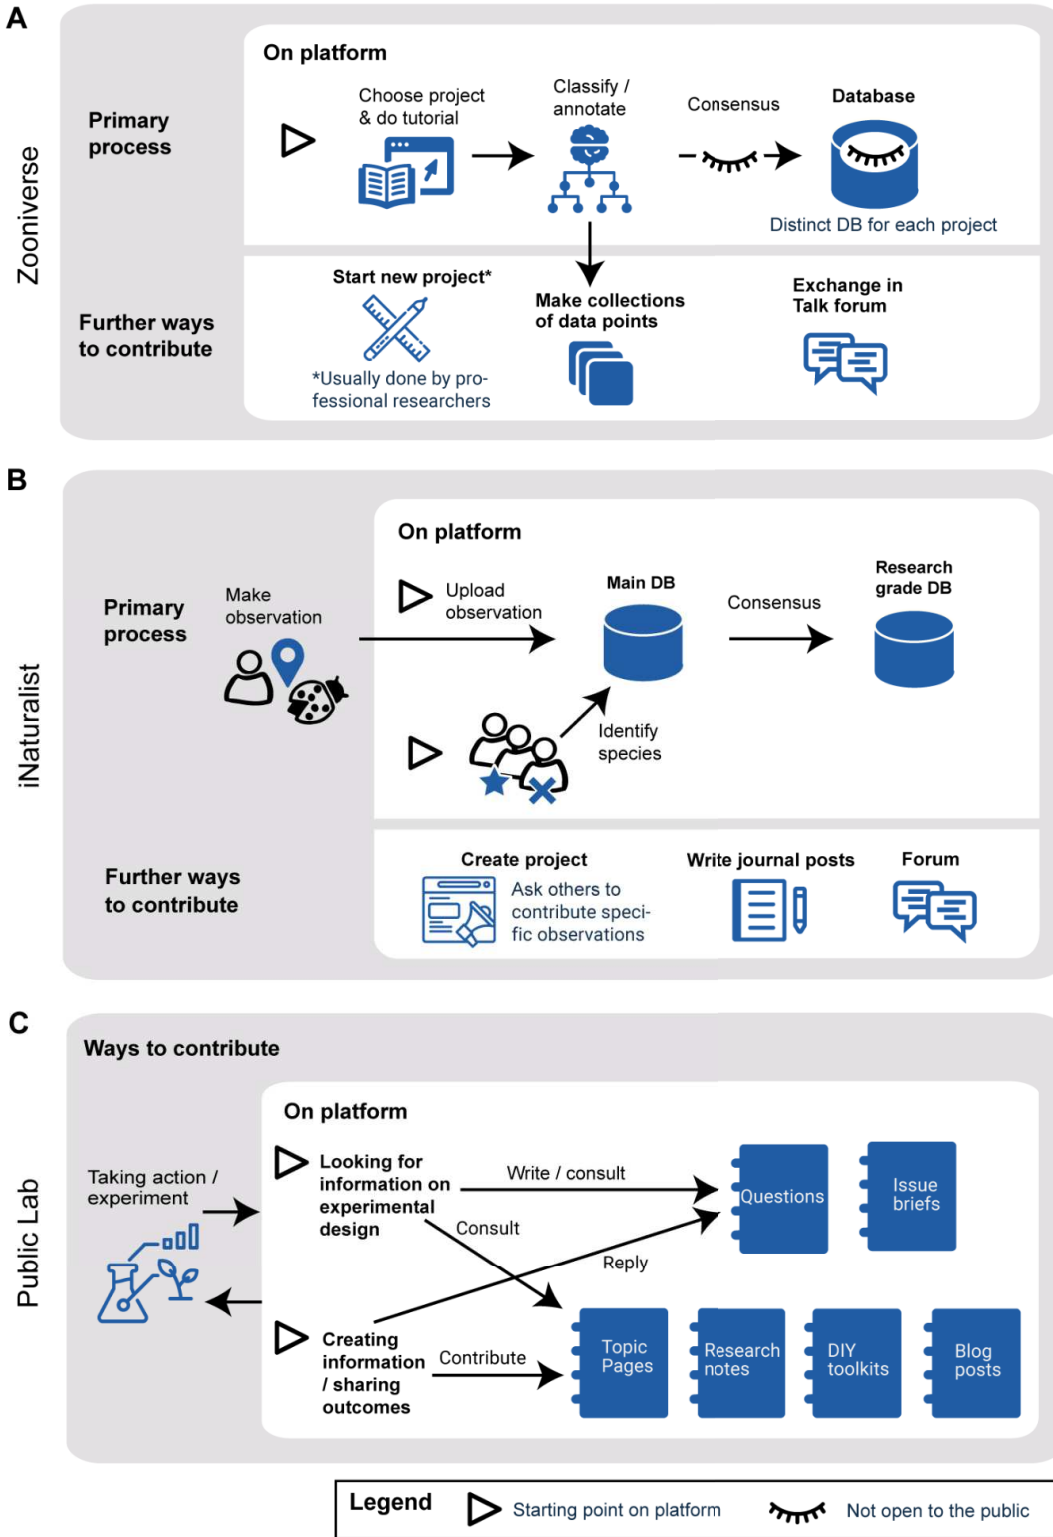 A
Zooniverse
On platform
Primary
process
Choose project
& do tutorial
Classify /
annotate
Consensus
Database
Distinct DB for each project
Further ways
to contribute
Start new project*
*Usually done by pro-
fessional researchers
Make collections
of data points
Exchange in
Talk forum
B
iNaturalist
On platform
Primary
process
Make
observation
Upload
observation
Main DB
Consensus
Research
grade DB
Identify
species
Further ways
to contribute
Create project
Ask others to
contribute speci-
fic observations
Write journal posts
Forum
C
Public Lab
Ways to contribute
On platform
Taking action /
experiment
Looking for
information on
experimental
design
Write / consult
Consult
Reply
Questions
Issue
briefs
Creating
information
/ sharing
outcomes
Contribute
Topic
Pages
Research
notes
DIY
toolkits
Blog
posts
Legend
Starting point on platform
Not open to the public